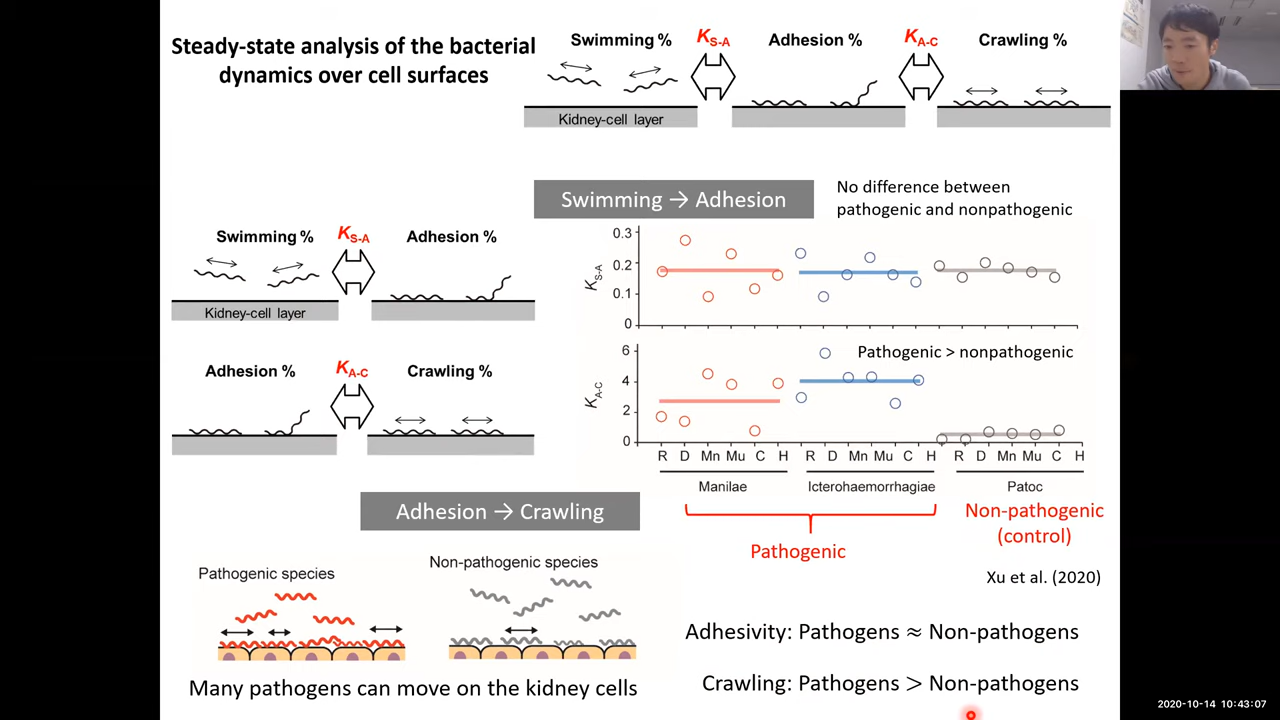 Steady-state analysis of the bacterial
dynamics over cell surfaces
Swimming %
K S-A
Adhesion %
K A-C
Crawling %
Kidney-cell layer
Swimming → Adhesion
No difference between
pathogenic and nonpathogenic
Swimming %
K S-A
Adhesion %
Kidney-cell layer
Adhesion %
K A-C
Crawling %
K S-A
0.3
0.2
0.1
0
K A-C
6
4
2
0
Pathogenic > nonpathogenic
R D Mn Mu C H R D Mn Mu C H R D Mn Mu C H
Manilae Icterohaemorrhagiae Patoc
Adhesion → Crawling
Pathogenic
Non-pathogenic
(control)
Xu et al. (2020)
Pathogenic species
Non-pathogenic species
Many pathogens can move on the kidney cells
Adhesivity: Pathogens ≈ Non-pathogens
Crawling: Pathogens > Non-pathogens
2020-10-14 10:43:07